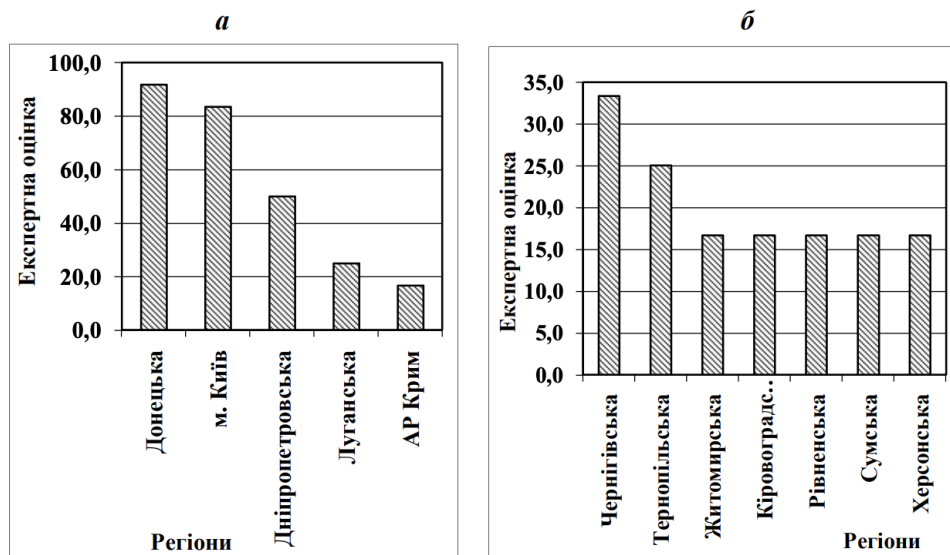 а
100,0
80,0
60,0
40,0
20,0
0,0
Експертна оцінка
Донецька
м. Київ
Дніпропетровська
Луганська
АР Крим
Регіони
б
35,0
30,0
25,0
20,0
15,0
10,0
5,0
0,0
Експертна оцінка
Чернігівська
Тернопільська
Житомирська
Кіровоградс..
Рівненська
Сумська
Херсонська
Регіони